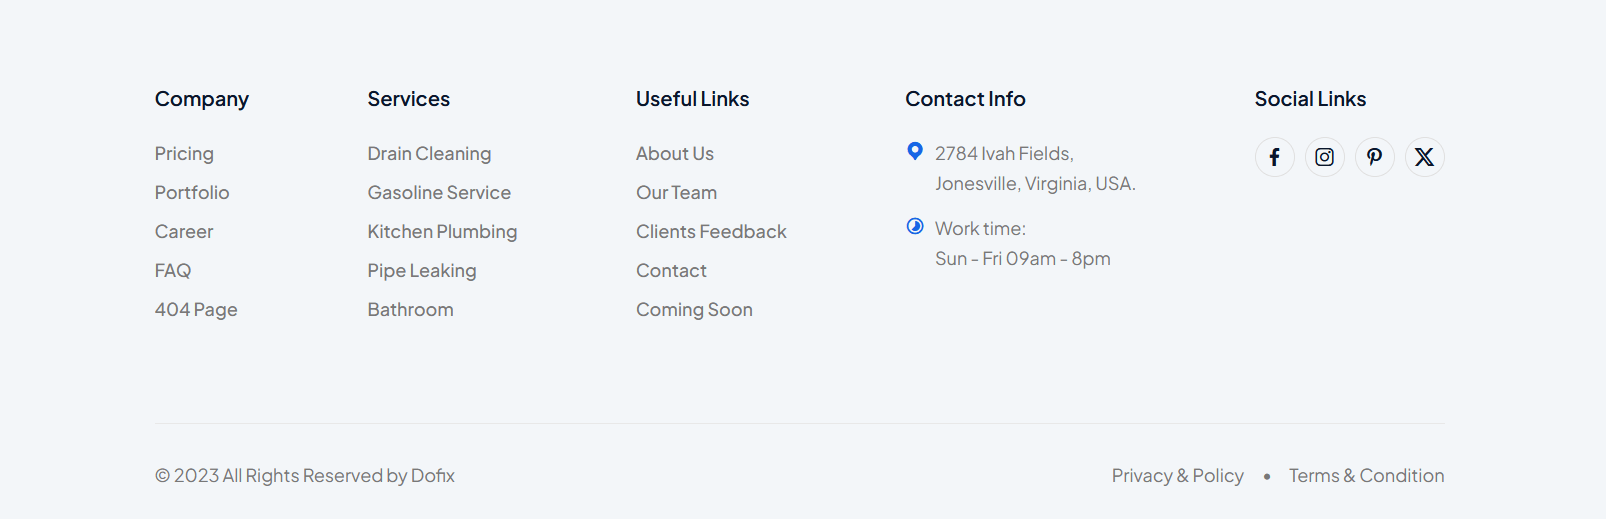 Company
Pricing
Portfolio
Career
FAQ
404 Page
Services
Drain Cleaning
Gasoline Service
Kitchen Plumbing
Pipe Leaking
Bathroom
Useful Links
About Us
Our Team
Clients Feedback
Contact
Coming Soon
Contact Info
2784 Ivah Fields,
Jonesville, Virginia, USA.
Work time:
Sun - Fri 09am - 8pm
Social Links
© 2023 All Rights Reserved by Dofix
Privacy & Policy • Terms & Condition